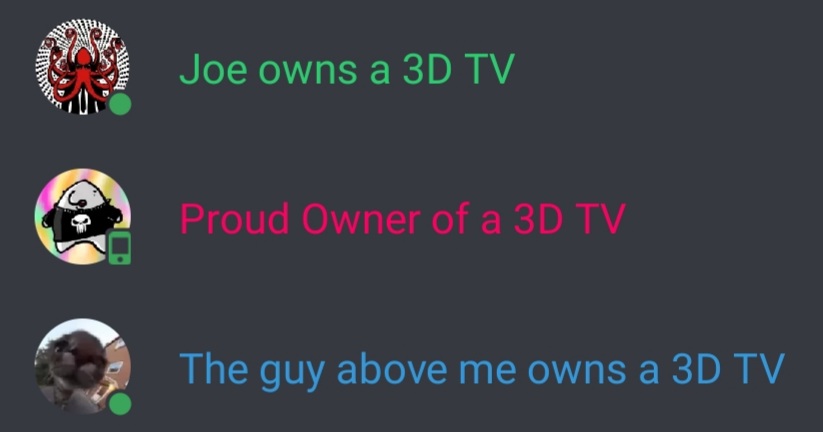 Joe owns a 3D TV
Proud Owner of a 3D TV
The guy above me owns a 3D TV